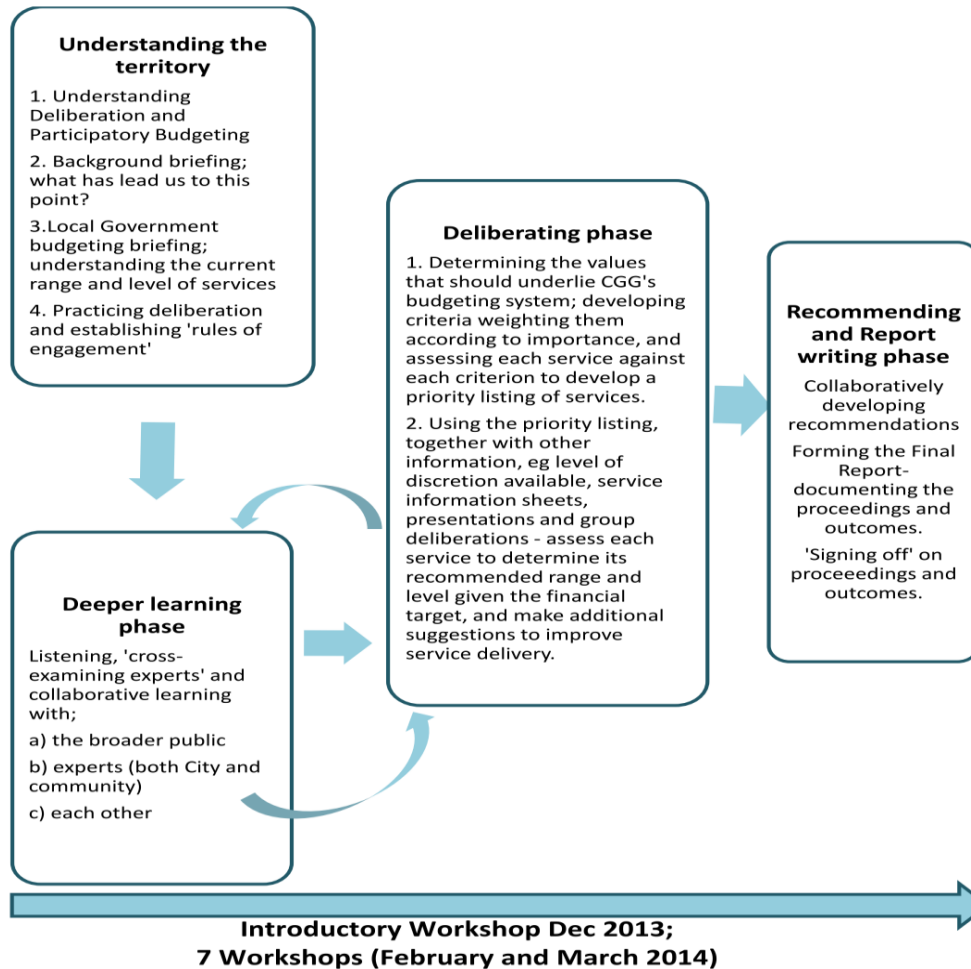 Understanding the
territory
1. Understanding
Deliberation and
Participatory Budgeting
2. Background briefing;
what has lead us to this
point?
3.Local Government
budgeting briefing;
understanding the current
range and level of services
4. Practicing deliberation
and establishing 'rules of
engagement'
Deeper learning
phase
Listening, 'cross-
examining experts' and
collaborative learning
with;
a) the broader public
b) experts (both City and
community)
c) each other
Deliberating phase
1. Determining the values
that should underlie CGG's
budgeting system; developing
criteria weighting them
according to importance, and
assessing each service against
each criterion to develop a
priority listing of services.
2. Using the priority listing,
together with other
information, eg level of
discretion available, service
information sheets,
presentations and group
deliberations - assess each
service to determine its
recommended range and
level given the financial
target, and make additional
suggestions to improve
service delivery.
Recommending
and Report
writing phase
Collaboratively
developing
recommendations
Forming the Final
Report-
documenting the
proceedings and
outcomes.
'Signing off' on
proceeedings and
outcomes.
Introductory Workshop Dec 2013;
7 Workshops (February and March 2014)